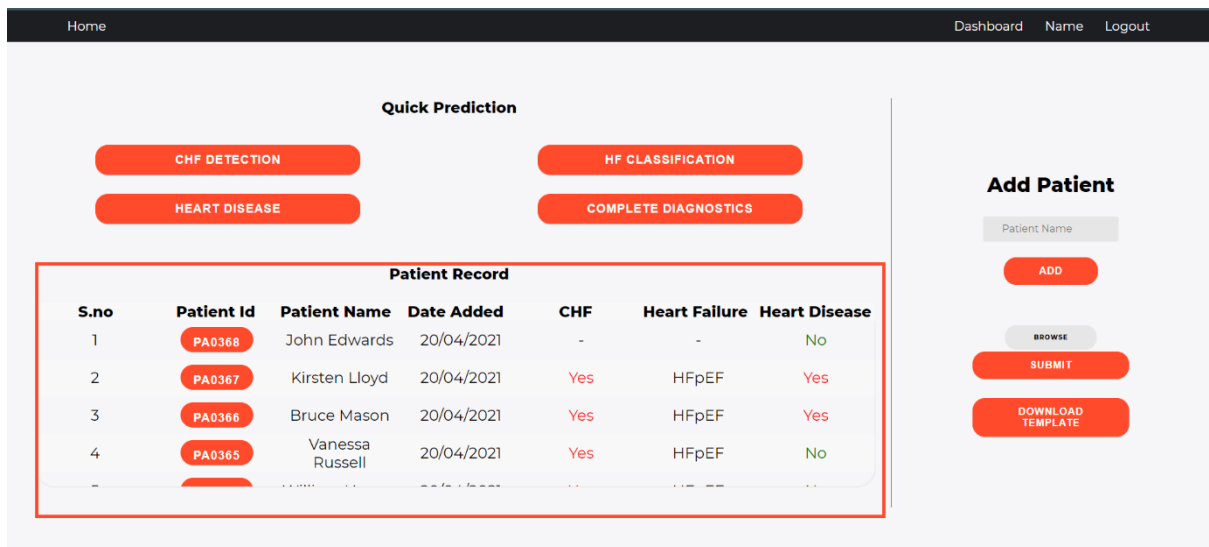 Home Dashboard Name Logout
Quick Prediction
CHF DETECTION HF CLASSIFICATION
HEART DISEASE COMPLETE DIAGNOSTICS
Patient Record
S.no Patient Id Patient Name Date Added CHF Heart Failure Heart Disease
1 PA0368 John Edwards 20/04/2021 - - No
2 PA0367 Kirsten Lloyd 20/04/2021 Yes HFpEF Yes
3 PA0366 Bruce Mason 20/04/2021 Yes HFpEF Yes
4 PA0365 Vanessa Russell 20/04/2021 Yes HFpEF No
Add Patient
Patient Name
ADD
BROWSE
SUBMIT
DOWNLOAD
TEMPLATE